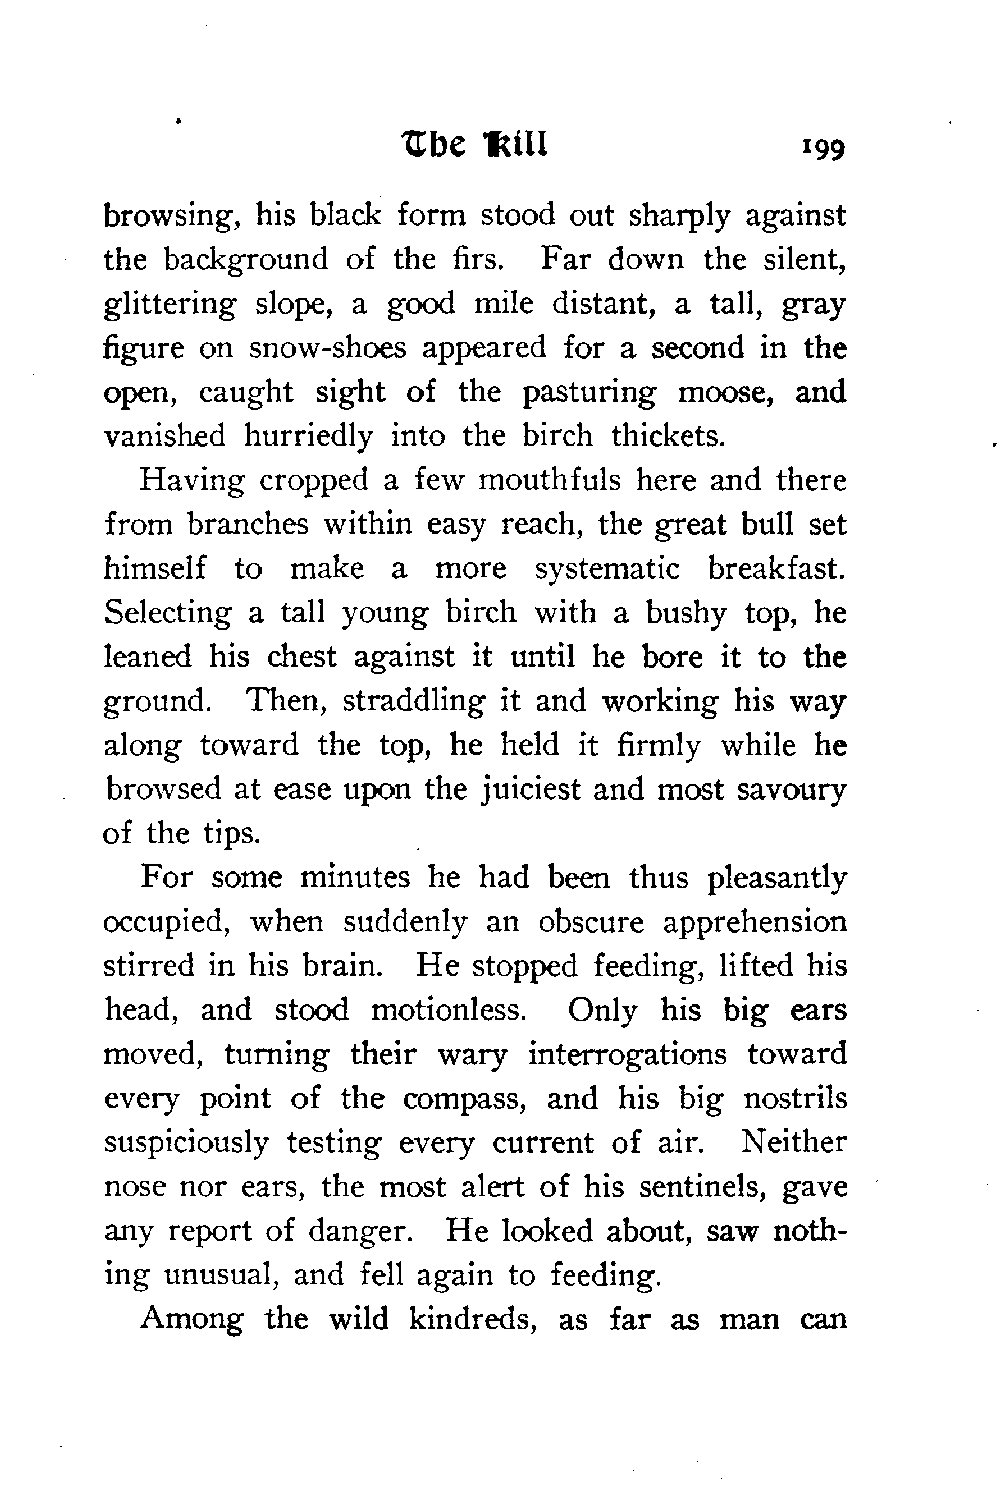 The Kill 199
browsing, his black form stood out sharply against
the background of the firs. Far down the silent,
glittering slope, a good mile distant, a tall, gray
figure on snow-shoes appeared for a second in the
open, caught sight of the pasturing moose, and
vanished hurriedly into the birch thickets.
Having cropped a few mouthfuls here and there
from branches within easy reach, the great bull set
himself to make a more systematic breakfast.
Selecting a tall young birch with a bushy top, he
leaned his chest against it until he bore it to the
ground. Then, straddling it and working his way
along toward the top, he held it firmly while he
browsed at ease upon the juiciest and most savoury
of the tips.
For some minutes he had been thus pleasantly
occupied, when suddenly an obscure apprehension
stirred in his brain. He stopped feeding, lifted his
head, and stood motionless. Only his big ears
moved, turning their wary interrogations toward
every point of the compass, and his big nostrils
suspiciously testing every current of air. Neither
nose nor ears, the most alert of his sentinels, gave
any report of danger. He looked about, saw noth-
ing unusual, and fell again to feeding.
Among the wild kindreds, as far as man can